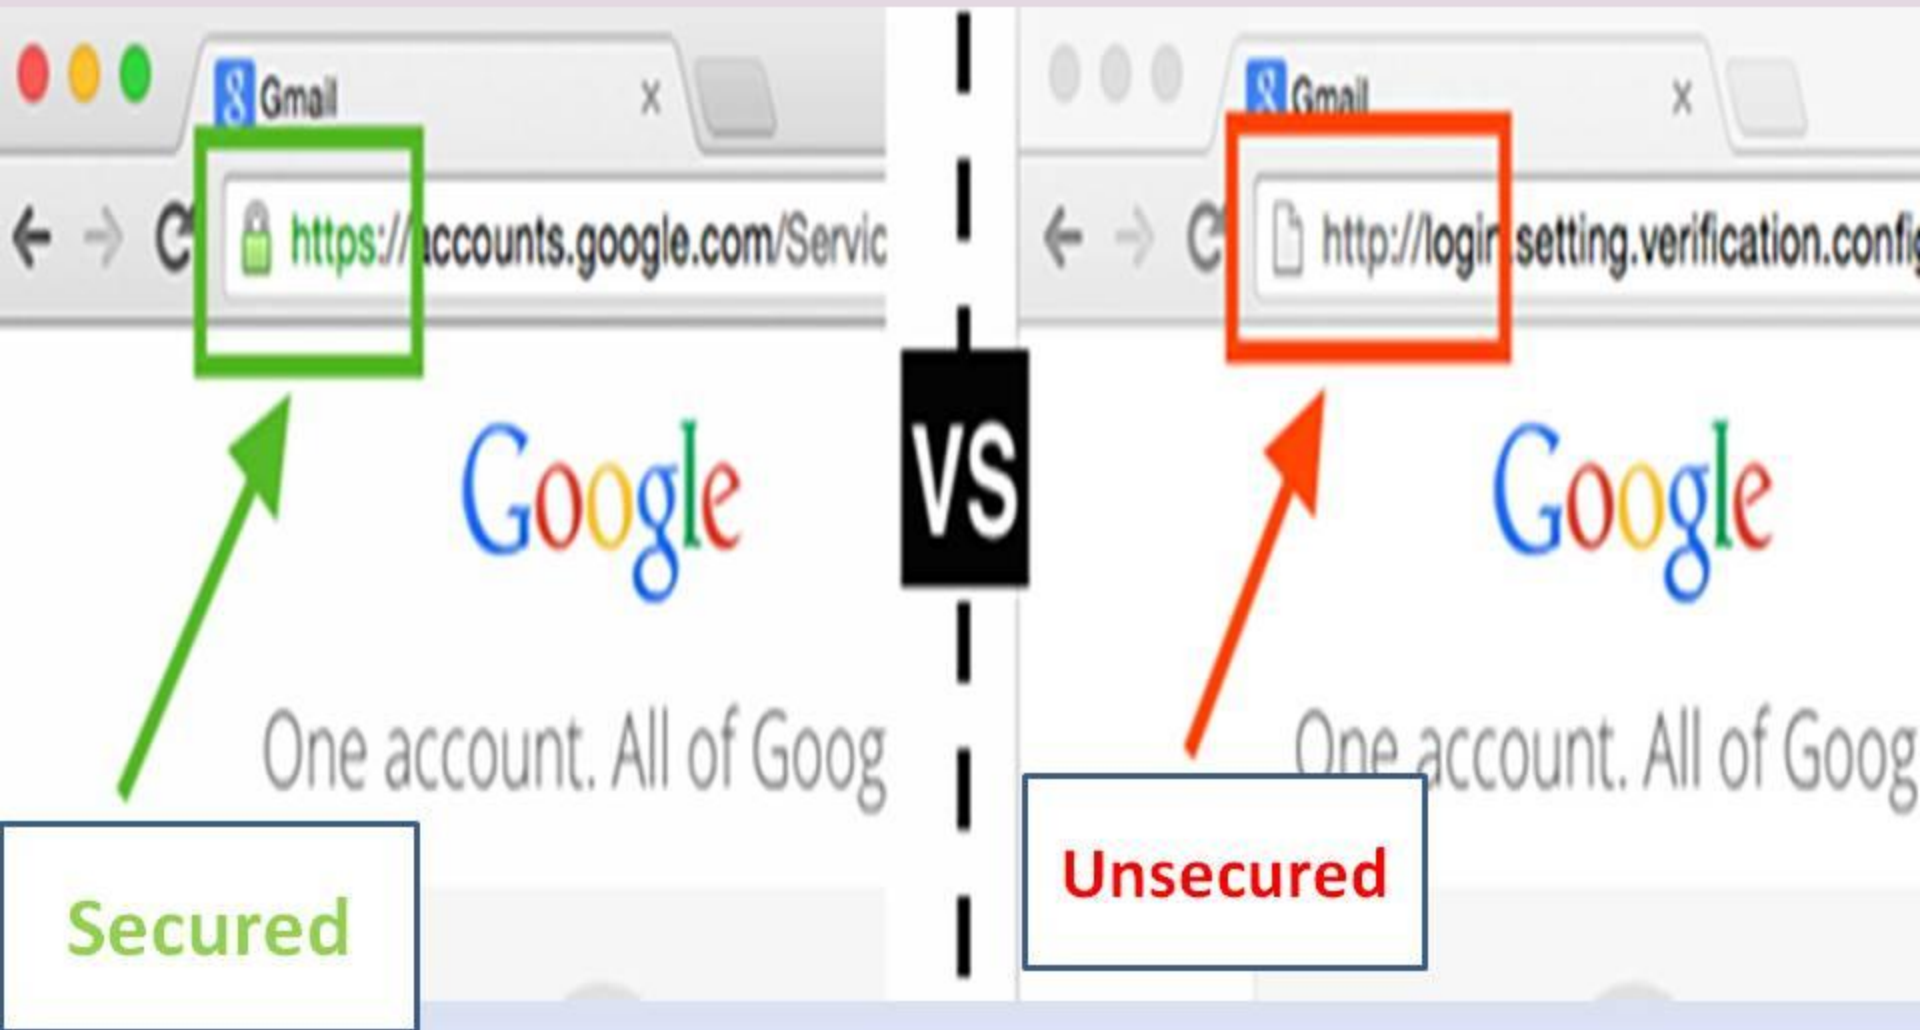 Gmail
https://accounts.google.com/Servic
Google
One account. All of Goog
Secured
VS
Gmail
http://login.setting.verification.config
Google
One account. All of Goog
Unsecured